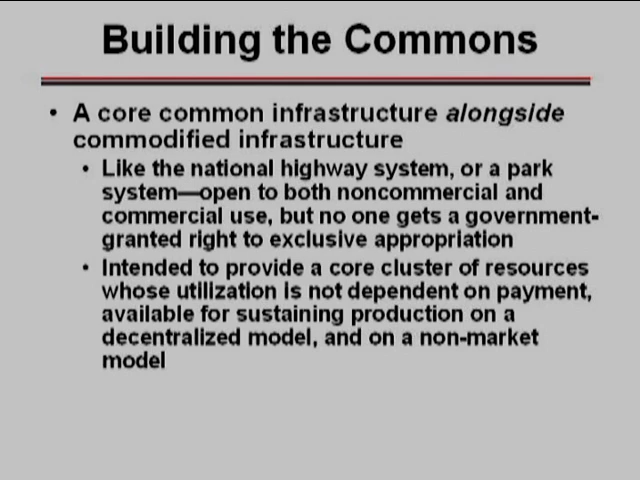 Building the Commons
• A core common infrastructure alongside
commodified infrastructure
• Like the national highway system, or a park
system—open to both noncommercial and
commercial use, but no one gets a government-
granted right to exclusive appropriation
• Intended to provide a core cluster of resources
whose utilization is not dependent on payment,
available for sustaining production on a
decentralized model, and on a non-market
model